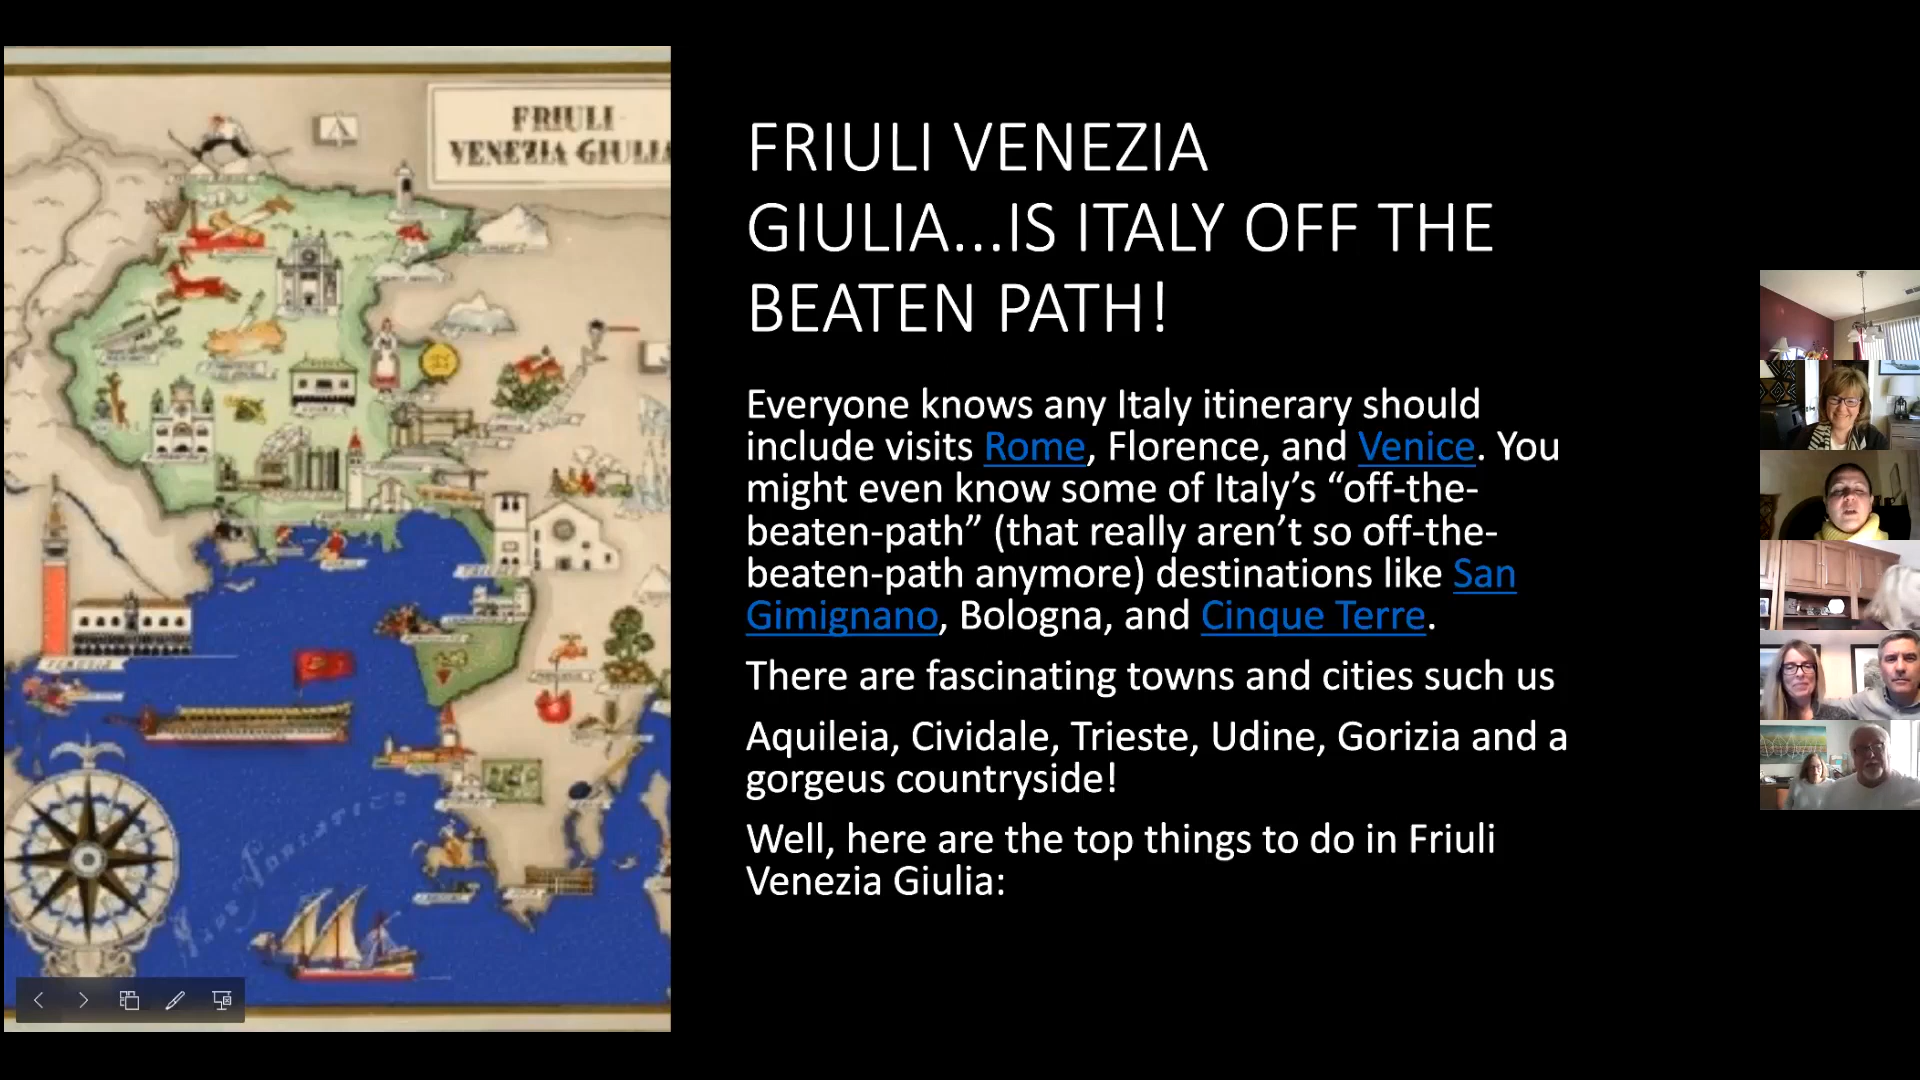 FRIULI
VENEZIA GIULIA
FRIULI VENEZIA
GIULIA...IS ITALY OFF THE
BEATEN PATH!
Everyone knows any Italy itinerary should
include visits Rome, Florence, and Venice. You
might even know some of Italy’s “off-the-
beaten-path” (that really aren’t so off-the-
beaten-path anymore) destinations like San
Gimignano, Bologna, and Cinque Terre.
There are fascinating towns and cities such us
Aquileia, Cividale, Trieste, Udine, Gorizia and a
gorgeus countryside!
Well, here are the top things to do in Friuli
Venezia Giulia: